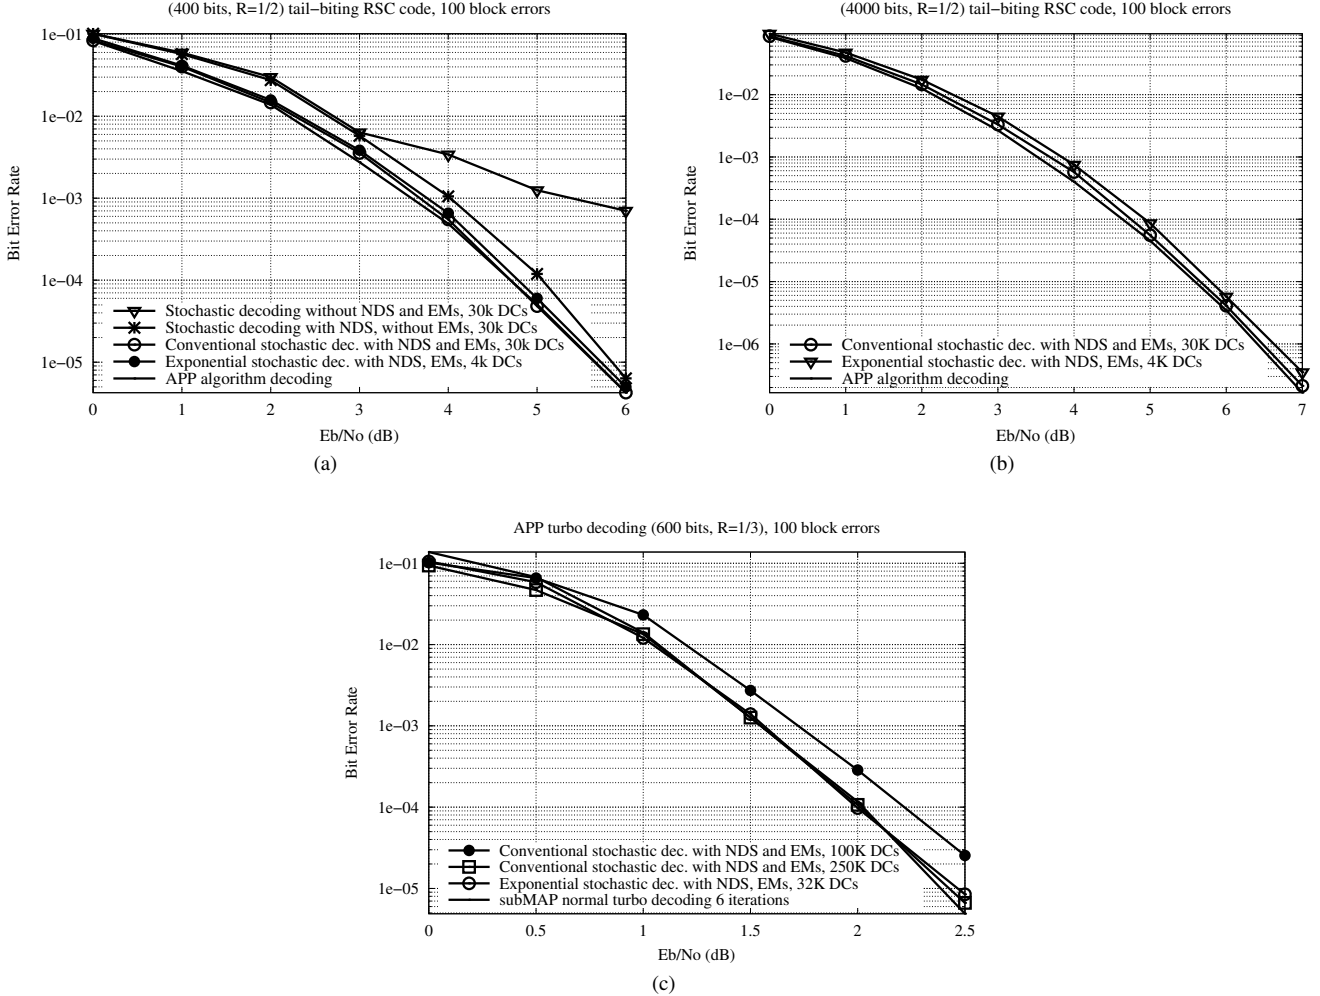 (400 bits, R=1/2) tail−biting RSC code, 100 block errors
1e−01
1e−02
1e−03
1e−04
1e−05
Bit Error Rate
Stochastic decoding without NDS and EMs, 30k DCs
Stochastic decoding with NDS, without EMs, 30k DCs
Conventional stochastic dec. with NDS and EMs, 30k DCs
Exponential stochastic dec. with NDS, EMs, 4k DCs
APP algorithm decoding
0 1 2 3 4 5 6
Eb/No (dB)
(a)
(4000 bits, R=1/2) tail−biting RSC code, 100 block errors
1e−02
1e−03
1e−04
1e−05
1e−06
Bit Error Rate
Conventional stochastic dec. with NDS and EMs, 30K DCs
Exponential stochastic dec. with NDS, EMs, 4K DCs
APP algorithm decoding
0 1 2 3 4 5 6 7
Eb/No (dB)
(b)
APP turbo decoding (600 bits, R=1/3), 100 block errors
1e−01
1e−02
1e−03
1e−04
1e−05
Bit Error Rate
Conventional stochastic dec. with NDS and EMs, 100K DCs
Conventional stochastic dec. with NDS and EMs, 250K DCs
Exponential stochastic dec. with NDS, EMs, 32K DCs
subMAP normal turbo decoding 6 iterations
0 0.5 1 1.5 2 2.5
Eb/No (dB)
(c)